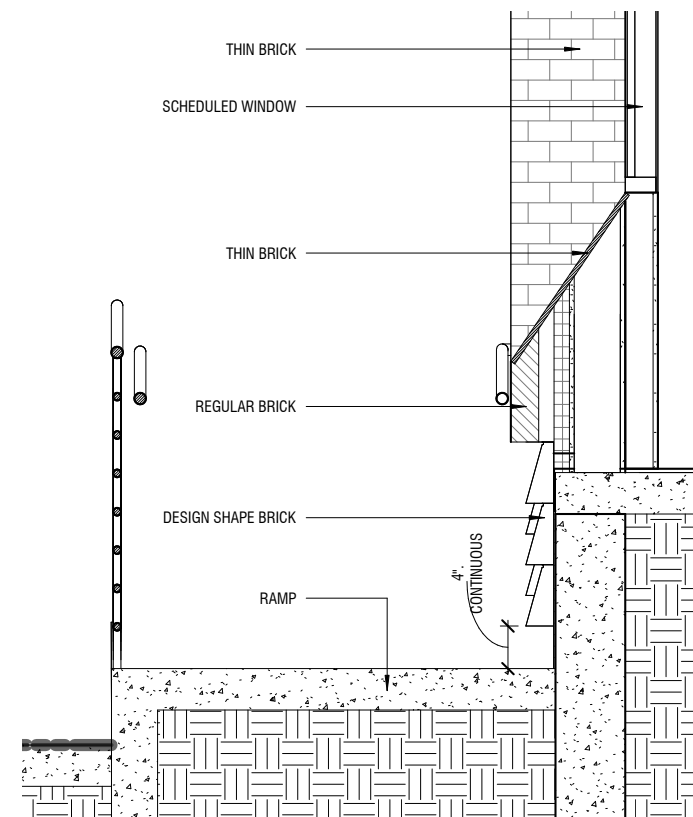 THIN BRICK
SCHEDULED WINDOW
THIN BRICK
REGULAR BRICK
DESIGN SHAPE BRICK
4".
CONTINUOUS
RAMP